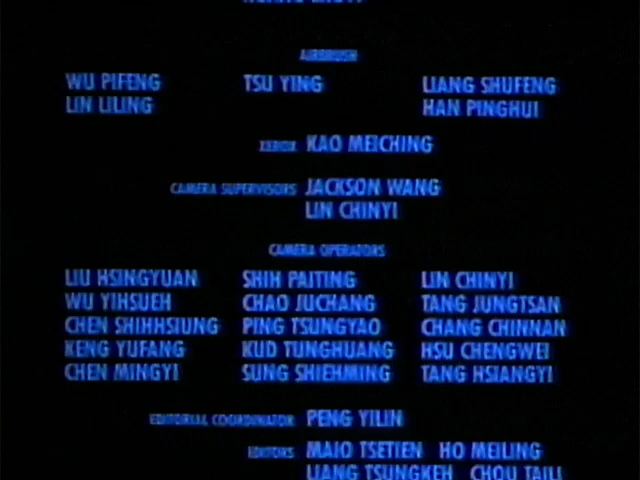 AIRBRUSH
WU PIFENG TSU YING LIANG SHUFENG
LIN LILING HAN PINGHUI
XEROX KAO MEICHING
CAMERA SUPERVISORS JACKSON WANG
LIN CHINYI
CAMERA OPERATORS
LIU HSINGYUAN SHIH PAITING LIN CHINYI
WU YIHSUEH CHAO JUCHANG TANG JUNGTSAN
CHEN SHIHHSIUNG PING TSUNGYAO CHANG CHINNAN
KENG YUFANG KUO TUNGHUANG HSU CHENGWEI
CHEN MINGYI SUNG SHIEHMING TANG HSIANGYI
EDITORIAL COORDINATOR PENG YILIN
EDITORS MAIO TSETIEN HO MEILING
LIANG TSUNGKEH CHOU TAILI